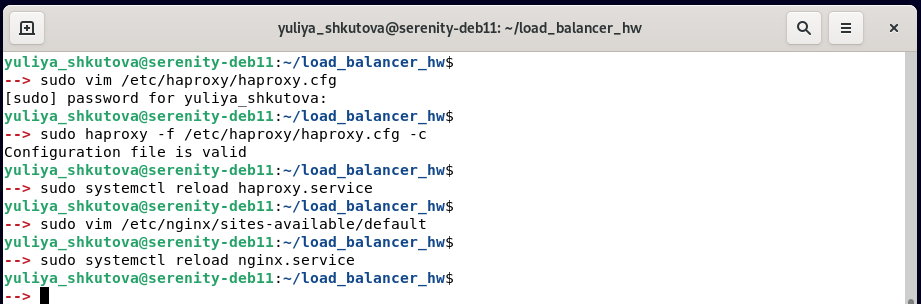 yuliya_shkutova@serenity-deb11: ~/load_balancer_hw
yuliya_shkutova@serenity-deb11:~/load_balancer_hw$
--> sudo vim /etc/haproxy/haproxy.cfg
[sudo] password for yuliya_shkutova:
yuliya_shkutova@serenity-deb11:~/load_balancer_hw$
--> sudo haproxy -f /etc/haproxy/haproxy.cfg -c
Configuration file is valid
yuliya_shkutova@serenity-deb11:~/load_balancer_hw$
--> sudo systemctl reload haproxy.service
yuliya_shkutova@serenity-deb11:~/load_balancer_hw$
--> sudo vim /etc/nginx/sites-available/default
yuliya_shkutova@serenity-deb11:~/load_balancer_hw$
--> sudo systemctl reload nginx.service
yuliya_shkutova@serenity-deb11:~/load_balancer_hw$
-->